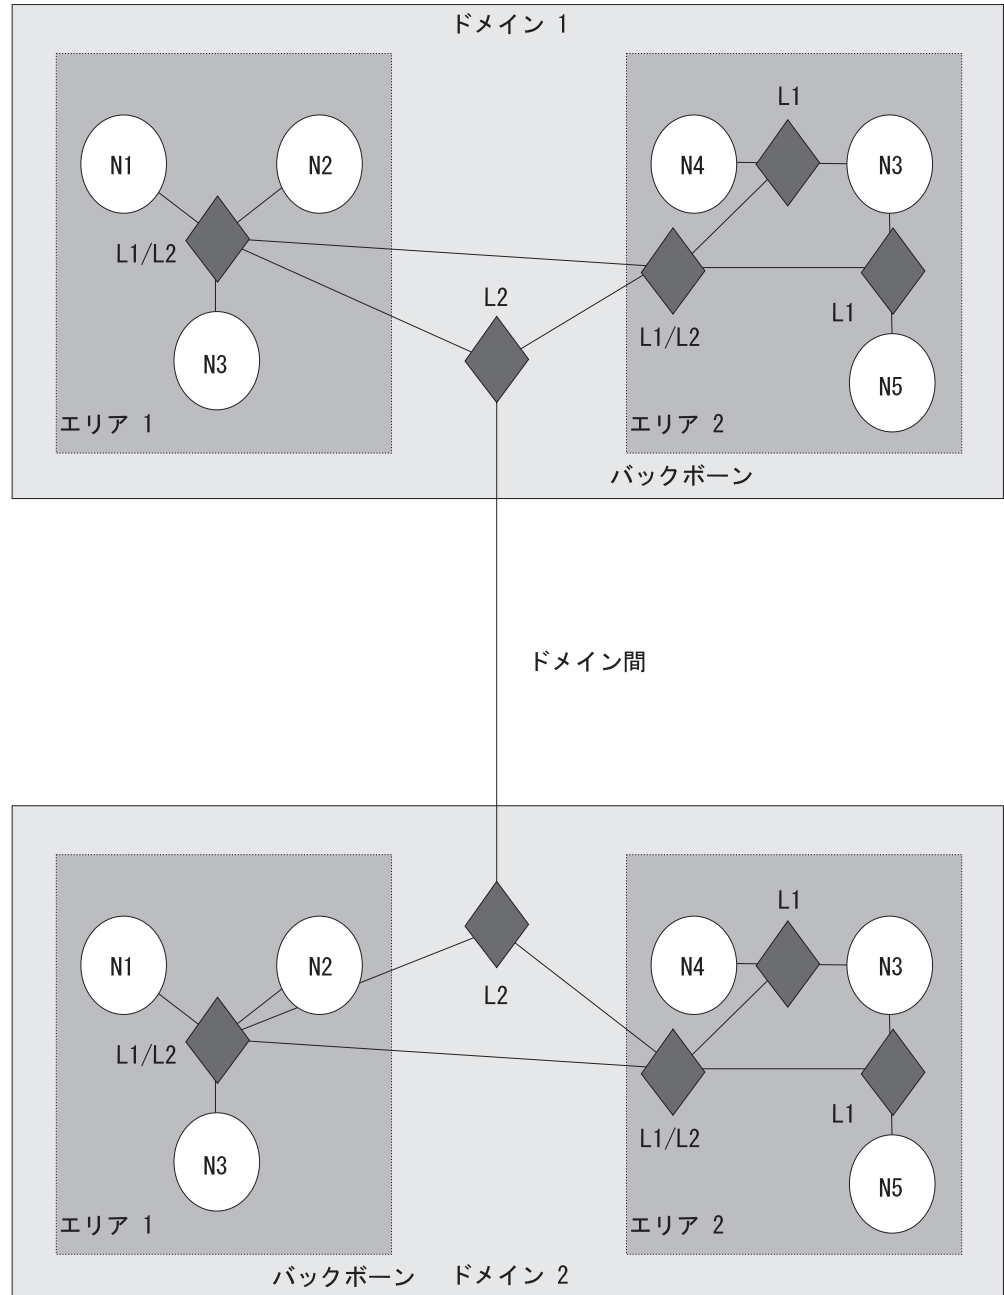 ドメイン 1
L1
N1
N2
N4
N3
L1/L2
L2
L1
N3
L1/L2
N5
エリア 1
エリア 2
バックボーン
ドメイン間
L1
N1
N2
N4
N3
L2
L1/L2
L1
L1/L2
N3
N5
エリア 1
エリア 2
バックボーン
ドメイン 2